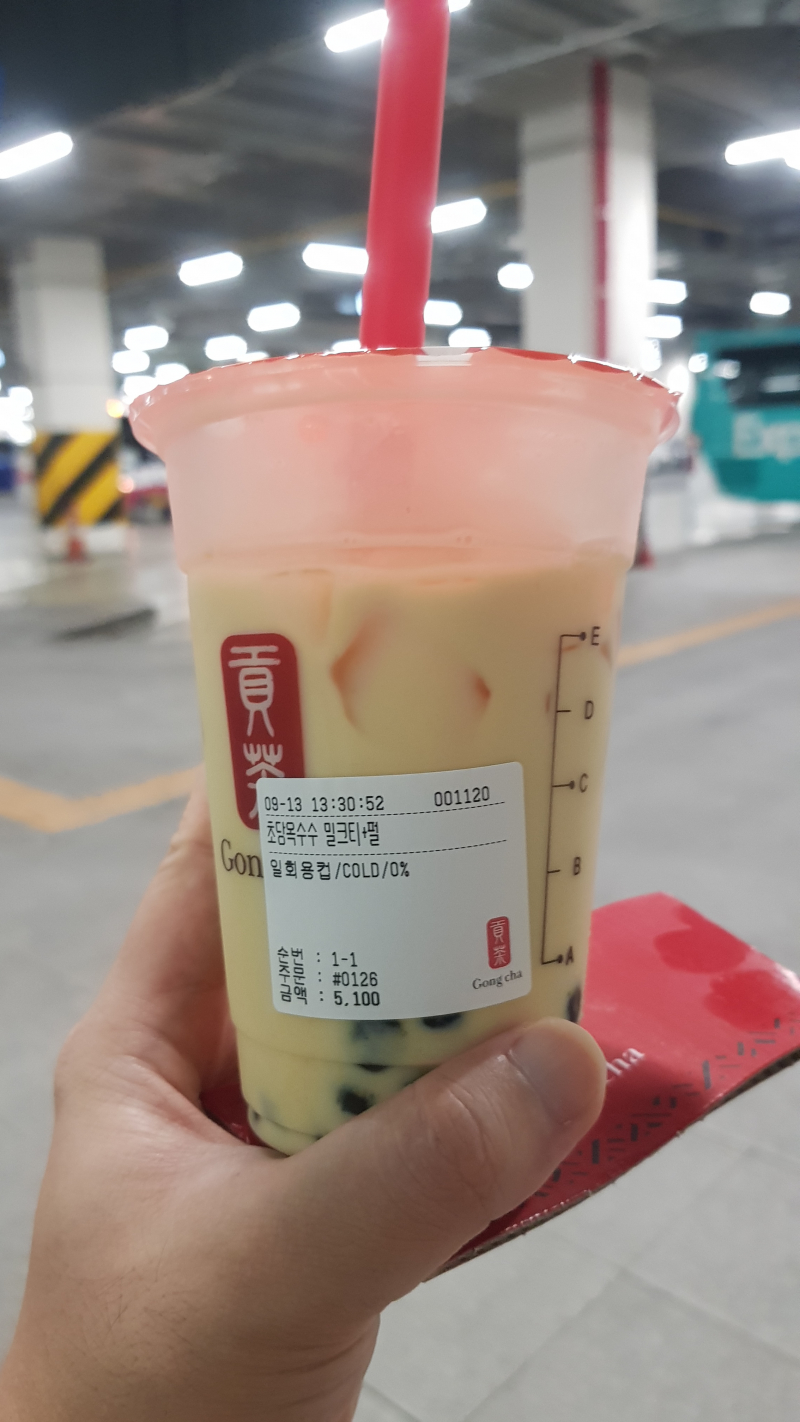 Exp
E
D
C
B
A
貢
茶
Gon
09-13 13:30:52 001120
초당옥수수 밀크티+펄
일회용컵/COLD/0%
순번 : 1-1
주문 : #0126
금액 : 5,100
貢
茶
Gong cha
cha